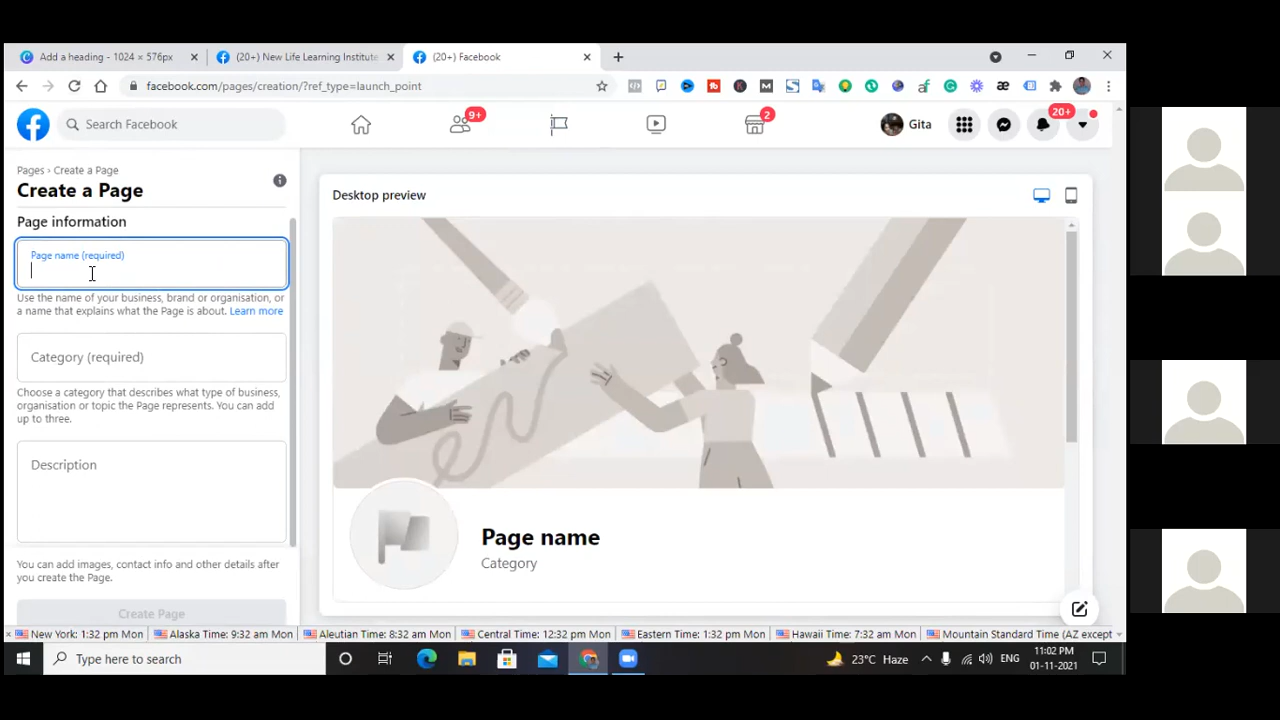 Add a heading - 1024 × 576px
(20+) New Life Learning Institute
(20+) Facebook
facebook.com/pages/creation/?ref_type=launch_point
Search Facebook
9+
2
Gita
20+
Pages › Create a Page
Create a Page
Page information
Page name (required)
Use the name of your business, brand or organisation, or
a name that explains what the Page is about. Learn more
Category (required)
Choose a category that describes what type of business,
organisation or topic the Page represents. You can add
up to three.
Description
You can add images, contact info and other details after
you create the Page.
Create Page
Desktop preview
Page name
Category
New York: 1:32 pm Mon
Alaska Time: 9:32 am Mon
Aleutian Time: 8:32 am Mon
Central Time: 12:32 pm Mon
Eastern Time: 1:32 pm Mon
Hawaii Time: 7:32 am Mon
Mountain Standard Time (AZ except
Type here to search
23°C Haze
ENG
11:02 PM
01-11-2021